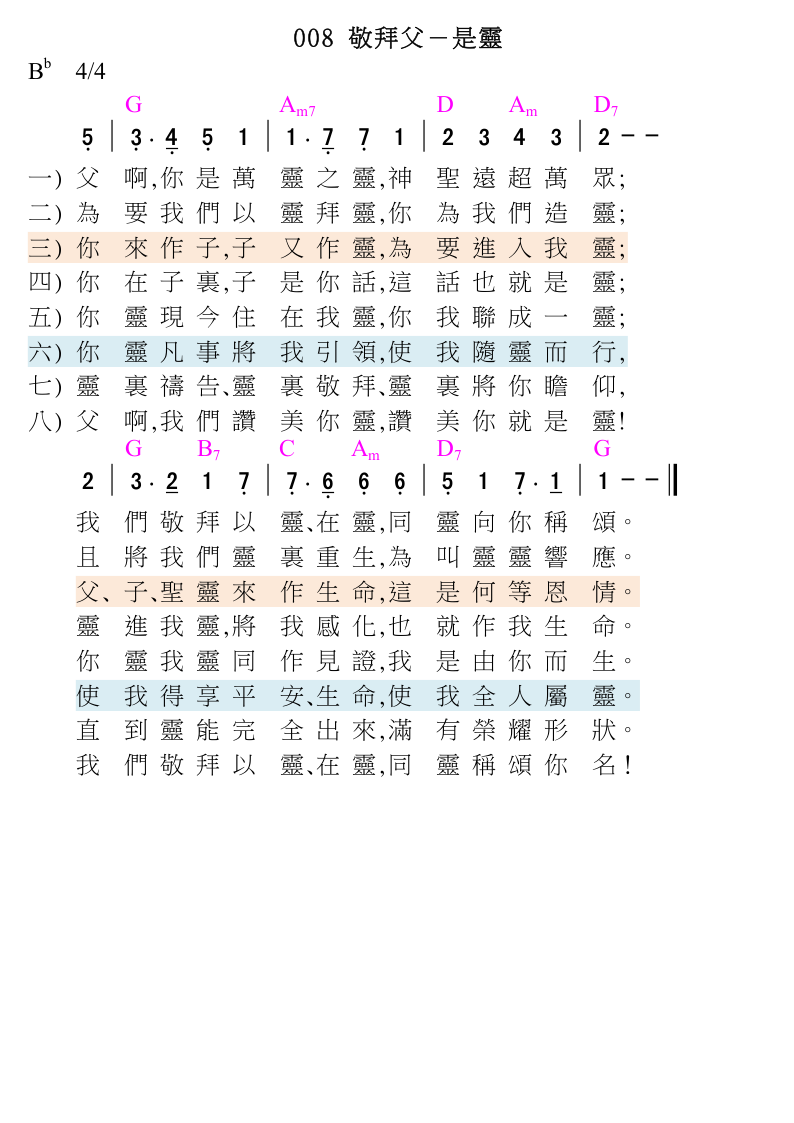 008 敬拜父－是靈
Bb 4/4
G Am7 D Am D7
5 | 3 · 4 5 1 | 1 · 7 7 1 | 2 3 4 3 | 2 － －
一) 父 啊,你 是 萬 靈 之 靈,神 聖 遠 超 萬 眾;
二) 為 要 我 們 以 靈 拜 靈,你 為 我 們 造 靈;
三) 你 來 作 子,子 又 作 靈,為 要 進 入 我 靈;
四) 你 在 子 裏,子 是 你 話,這 話 也 就 是 靈;
五) 你 靈 現 今 住 在 我 靈,你 我 聯 成 一 靈;
六) 你 靈 凡 事 將 我 引 領,使 我 隨 靈 而 行,
七) 靈 裏 禱 告、靈 裏 敬 拜、靈 裏 將 你 瞻 仰,
八) 父 啊,我 們 讚 美 你 靈,讚 美 你 就 是 靈!
G B7 C Am D7 G
2 | 3 · 2 1 7 | 7 · 6 6 6 | 5 1 7 · 1 | 1 － －
我 們 敬 拜 以 靈、在 靈,同 靈 向 你 稱 頌。
且 將 我 們 靈 裏 重 生,為 叫 靈 靈 響 應。
父、子、聖 靈 來 作 生 命,這 是 何 等 恩 情。
靈 進 我 靈,將 我 感 化,也 就 作 我 生 命。
你 靈 我 靈 同 作 見 證,我 是 由 你 而 生。
使 我 得 享 平 安、生 命,使 我 全 人 屬 靈。
直 到 靈 能 完 全 出 來,滿 有 榮 耀 形 狀。
我 們 敬 拜 以 靈、在 靈,同 靈 稱 頌 你 名!